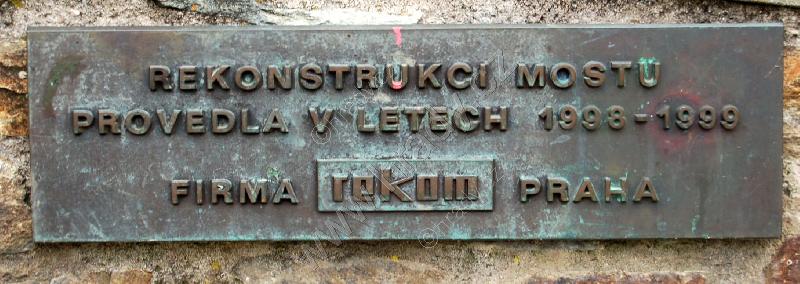 REKONSTRUKCI MOSTU
PROVEDLA V LETECH 1998-1999
FIRMA rekom PRAHA